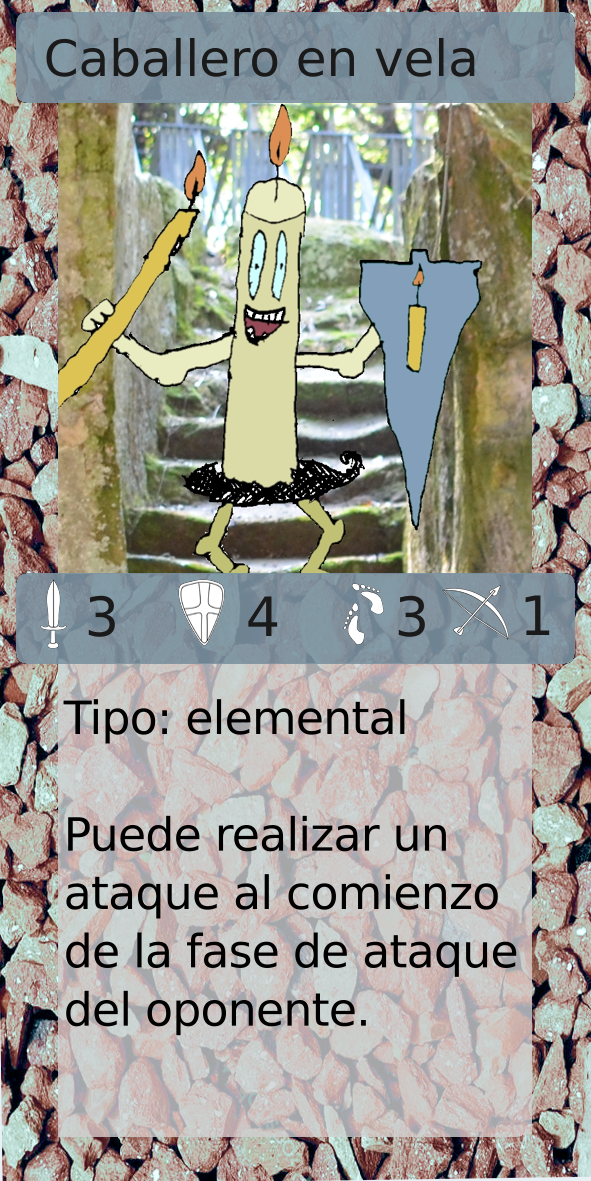 Caballero en vela
3 4 3 1
Tipo: elemental
Puede realizar un
ataque al comienzo
de la fase de ataque
del oponente.